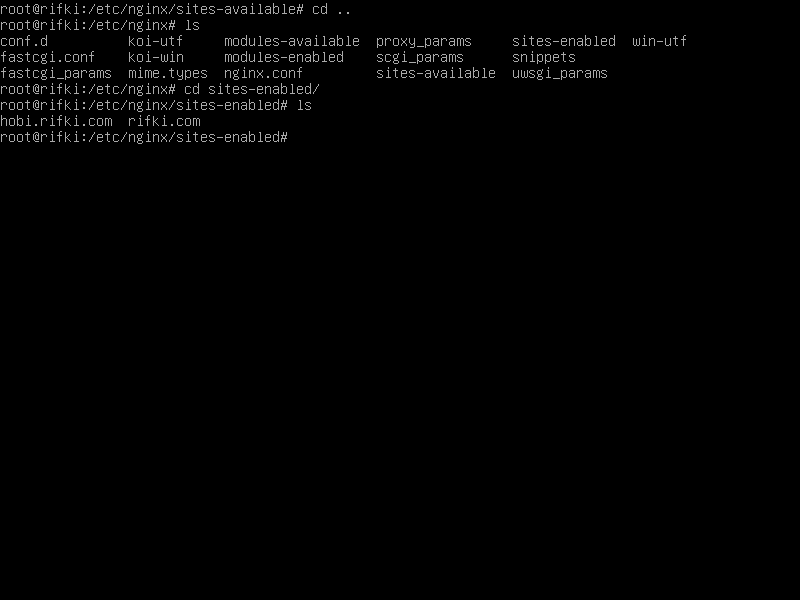 root@rifki:/etc/nginx/sites-available# cd ..
root@rifki:/etc/nginx# ls
conf.d          koi-utf     modules-available  proxy_params     sites-enabled  win-utf
fastcgi.conf    koi-win     modules-enabled    scgi_params      snippets
fastcgi_params  mime.types  nginx.conf         sites-available  uwsgi_params
root@rifki:/etc/nginx# cd sites-enabled/
root@rifki:/etc/nginx/sites-enabled# ls
hobi.rifki.com  rifki.com
root@rifki:/etc/nginx/sites-enabled#